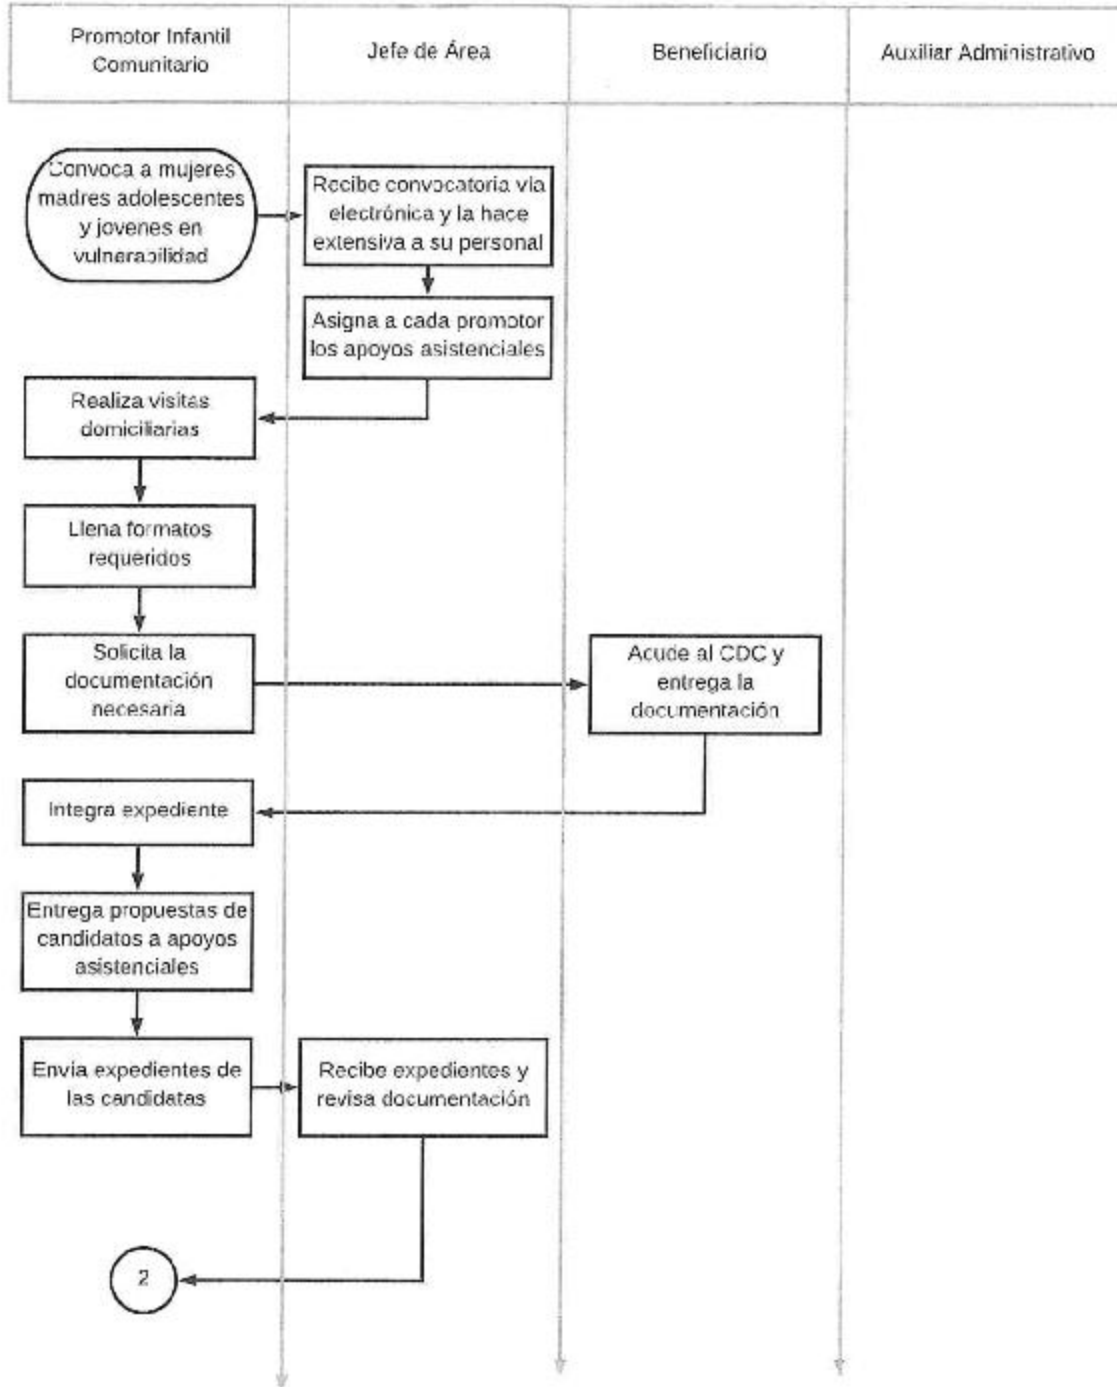 Promotor Infantil
Comunitario
Jefe de Área
Beneficiario
Auxiliar Administrativo
Convoca a mujeres
madres adolescentes
y jovenes en
vulnerabilidad
Recibe convocatoria vía
electrónica y la hace
extensiva a su personal
Asigna a cada promotor
los apoyos asistenciales
Realiza visitas
domiciliarias
Llena formatos
requeridos
Solicita la
documentación
necesaria
Acude al CDC y
entrega la
documentación
Integra expediente
Entrega propuestas de
candidatos a apoyos
asistenciales
Envía expedientes de
las candidatas
Recibe expedientes y
revisa documentación
2